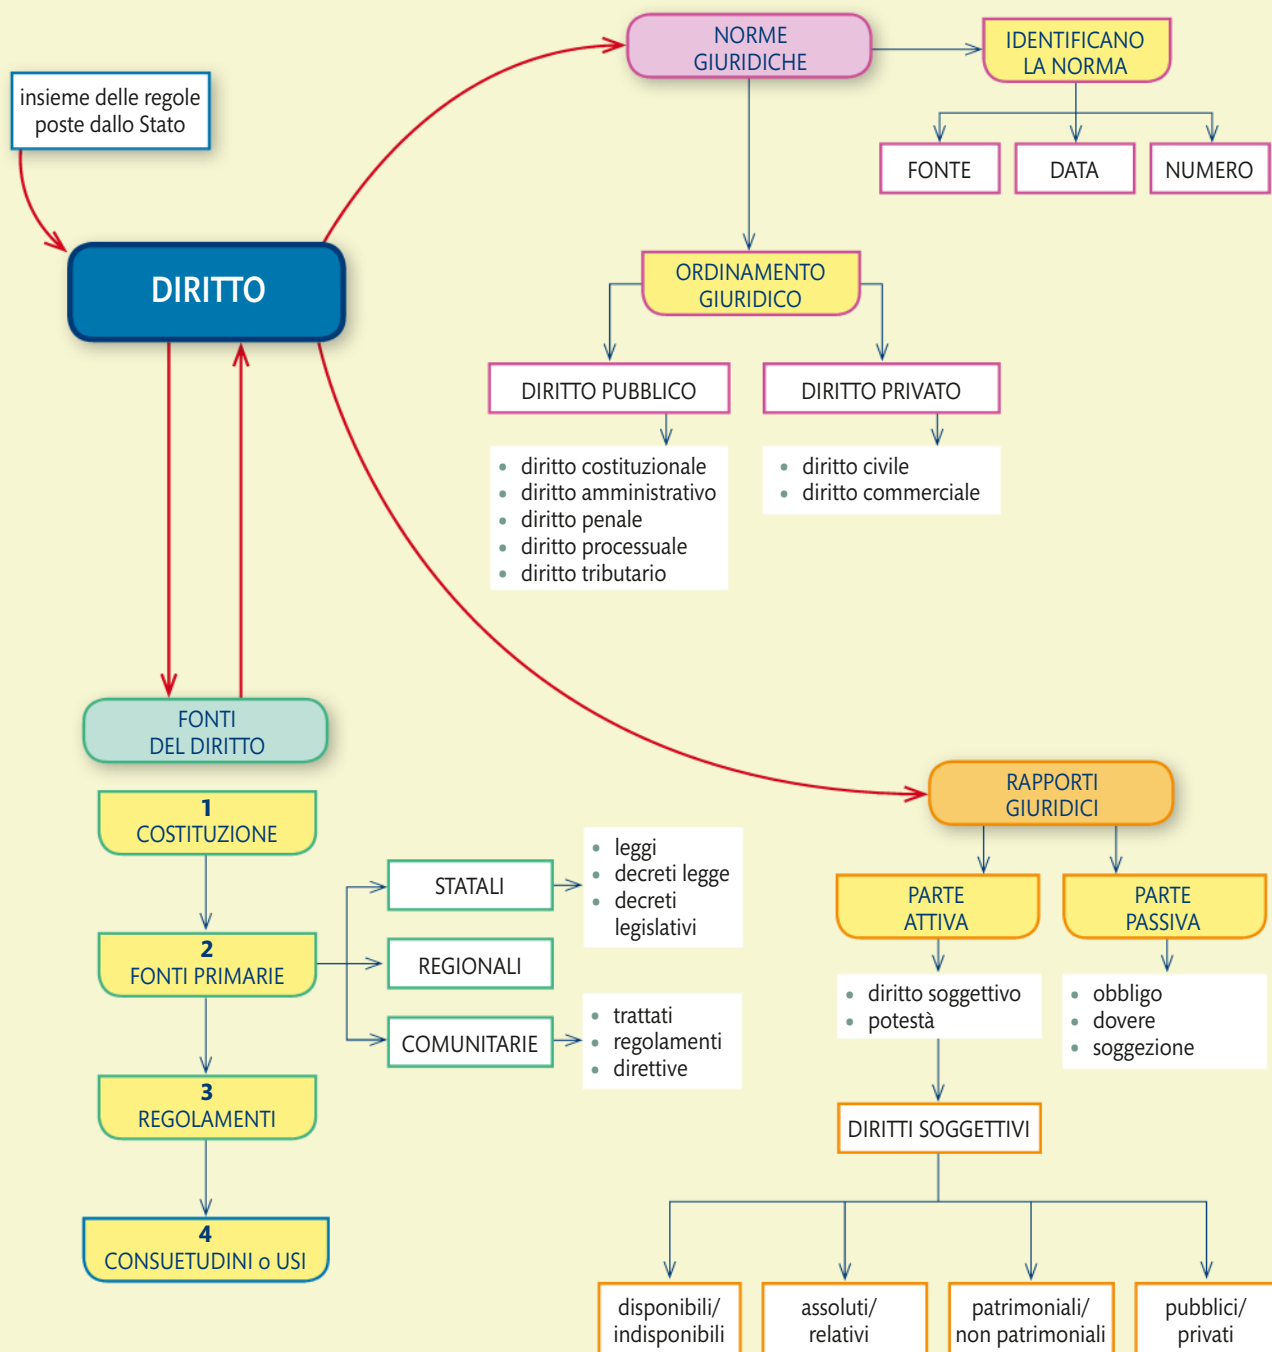 insieme delle regole
poste dallo Stato
DIRITTO
NORME
GIURIDICHE
IDENTIFICANO
LA NORMA
FONTE
DATA
NUMERO
ORDINAMENTO
GIURIDICO
DIRITTO PUBBLICO
• diritto costituzionale
• diritto amministrativo
• diritto penale
• diritto processuale
• diritto tributario
DIRITTO PRIVATO
• diritto civile
• diritto commerciale
FONTI
DEL DIRITTO
1
COSTITUZIONE
2
FONTI PRIMARIE
STATALI
• leggi
• decreti legge
• decreti
legislativi
REGIONALI
COMUNITARIE
• trattati
• regolamenti
• direttive
3
REGOLAMENTI
4
CONSUETUDINI o USI
RAPPORTI
GIURIDICI
PARTE
ATTIVA
• diritto soggettivo
• potestà
PARTE
PASSIVA
• obbligo
• dovere
• soggezione
DIRITTI SOGGETTIVI
disponibili/
indisponibili
assoluti/
relativi
patrimoniali/
non patrimoniali
pubblici/
privati